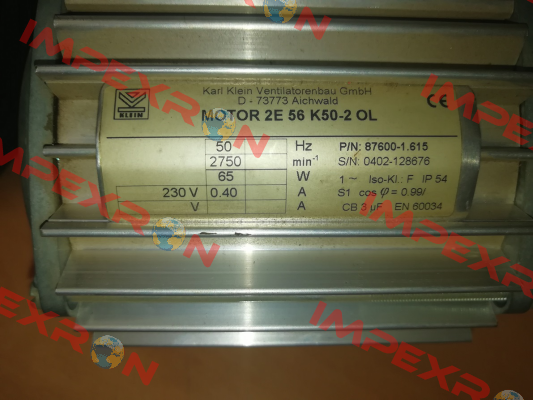 Karl Klein Ventilatorenbau GmbH
D - 73773 Aichwald
KLEIN
MOTOR 2E 56 K50-2 OL
50 Hz P/N: 87600-1.615
2750 min⁻¹ S/N: 0402-128676
65 W 1 ~ Iso-Kl.: F IP 54
230 V 0.40 A S1 cos φ = 0.99/
V A CB 3 uF EN 60034
CE
IMPEXRON
IMPEXRON
IMPEXRON
IMPEXRON
IMPEXRON